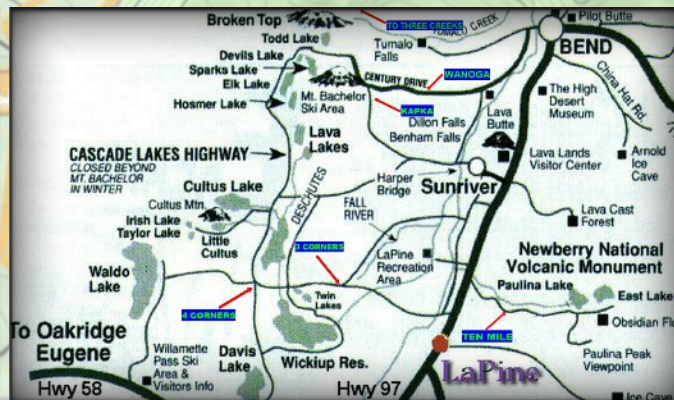 Broken Top
TO THREE CREEKS
TUMALO CREEK
Pilot Butte
Todd Lake
Tumalo
Falls
BEND
Devils Lake
Sparks Lake
Elk Lake
CENTURY DRIVE
WANOGA
China Hat Rd.
Hosmer Lake
Mt. Bachelor
Ski Area
KAPKA
Dillon Falls
Benham Falls
Lava
Butte
The High
Desert
Museum
Lava
Lakes
CASCADE LAKES HIGHWAY
CLOSED BEYOND
MT. BACHELOR
IN WINTER
Lava Lands
Visitor Center
Arnold
Ice
Cave
Harper
Bridge
Sunriver
Cultus Lake
DESCHUTES
FALL
RIVER
Cultus Mtn.
Irish Lake
Taylor Lake
Little
Cultus
Lava Cast
Forest
3 CORNERS
LaPine
Recreation
Area
Newberry National
Volcanic Monument
Waldo
Lake
Paulina Lake
East Lake
Twin
Lakes
4 CORNERS
Obsidian
TEN MILE
To Oakridge
Eugene
Willamette
Pass Ski
Area &
Visitors Info
Davis
Lake
Wickiup Res.
LaPine
Paulina Peak
Viewpoint
Hwy 58
Hwy 97
Ice Cave